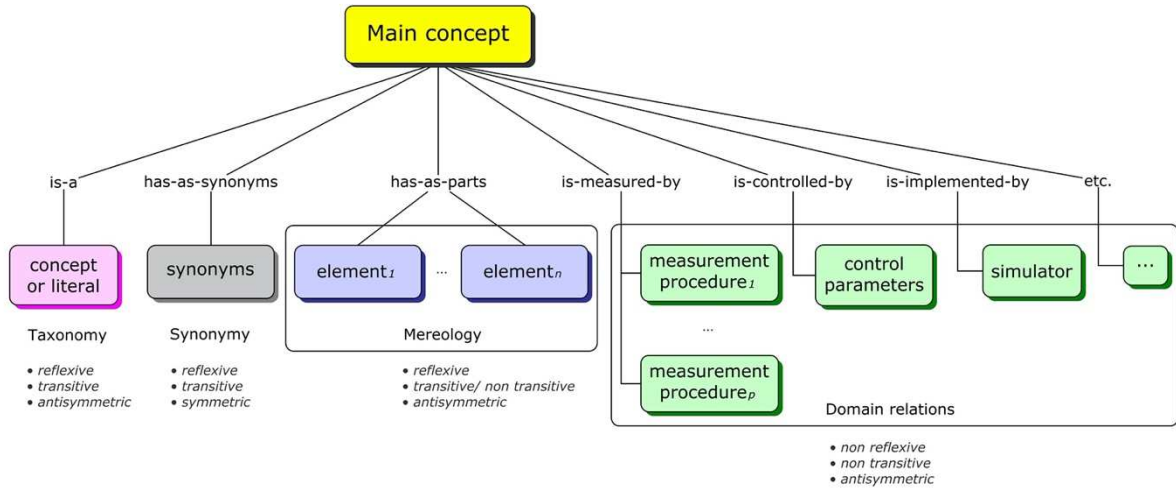 Main concept
is-a
has-as-synonyms
has-as-parts
is-measured-by
is-controlled-by
is-implemented-by
etc.
concept
or literal
synonyms
element1
...
elementn
measurement
procedure1
control
parameters
simulator
...
...
measurement
procedurep
Taxonomy
Synonymy
Mereology
Domain relations
• reflexive
• transitive
• antisymmetric
• reflexive
• transitive
• symmetric
• reflexive
• transitive/ non transitive
• antisymmetric
• non reflexive
• non transitive
• antisymmetric